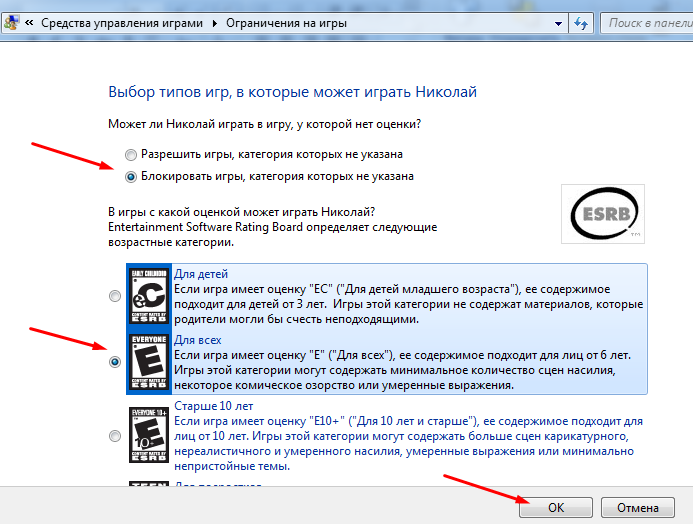 « Средства управления играми ▸ Ограничения на игры
Поиск в панели
Выбор типов игр, в которые может играть Николай
Может ли Николай играть в игру, у которой нет оценки?
Разрешить игры, категория которых не указана
Блокировать игры, категория которых не указана
В игры с какой оценкой может играть Николай?
Entertainment Software Rating Board определяет следующие
возрастные категории.
ESRB
TM
Для детей
EARLY CHILDHOOD
eC
CONTENT RATED BY
ESRB
Если игра имеет оценку "EC" ("Для детей младшего возраста"), ее содержимое
подходит для детей от 3 лет. Игры этой категории не содержат материалов, которые
родители могли бы счесть неподходящими.
Для всех
EVERYONE
E
CONTENT RATED BY
ESRB
Если игра имеет оценку "E" ("Для всех"), ее содержимое подходит для лиц от 6 лет.
Игры этой категории могут содержать минимальное количество сцен насилия,
некоторое комическое озорство или умеренные выражения.
Старше 10 лет
EVERYONE 10+
E
10+
CONTENT RATED BY
ESRB
Если игра имеет оценку "E10+" ("Для 10 лет и старше"), ее содержимое подходит для
лиц от 10 лет. Игры этой категории могут содержать больше сцен карикатурного,
нереалистичного и умеренного насилия, умеренные выражения или минимально
непристойные темы.
TEEN
Для подростков
ОК
Отмена